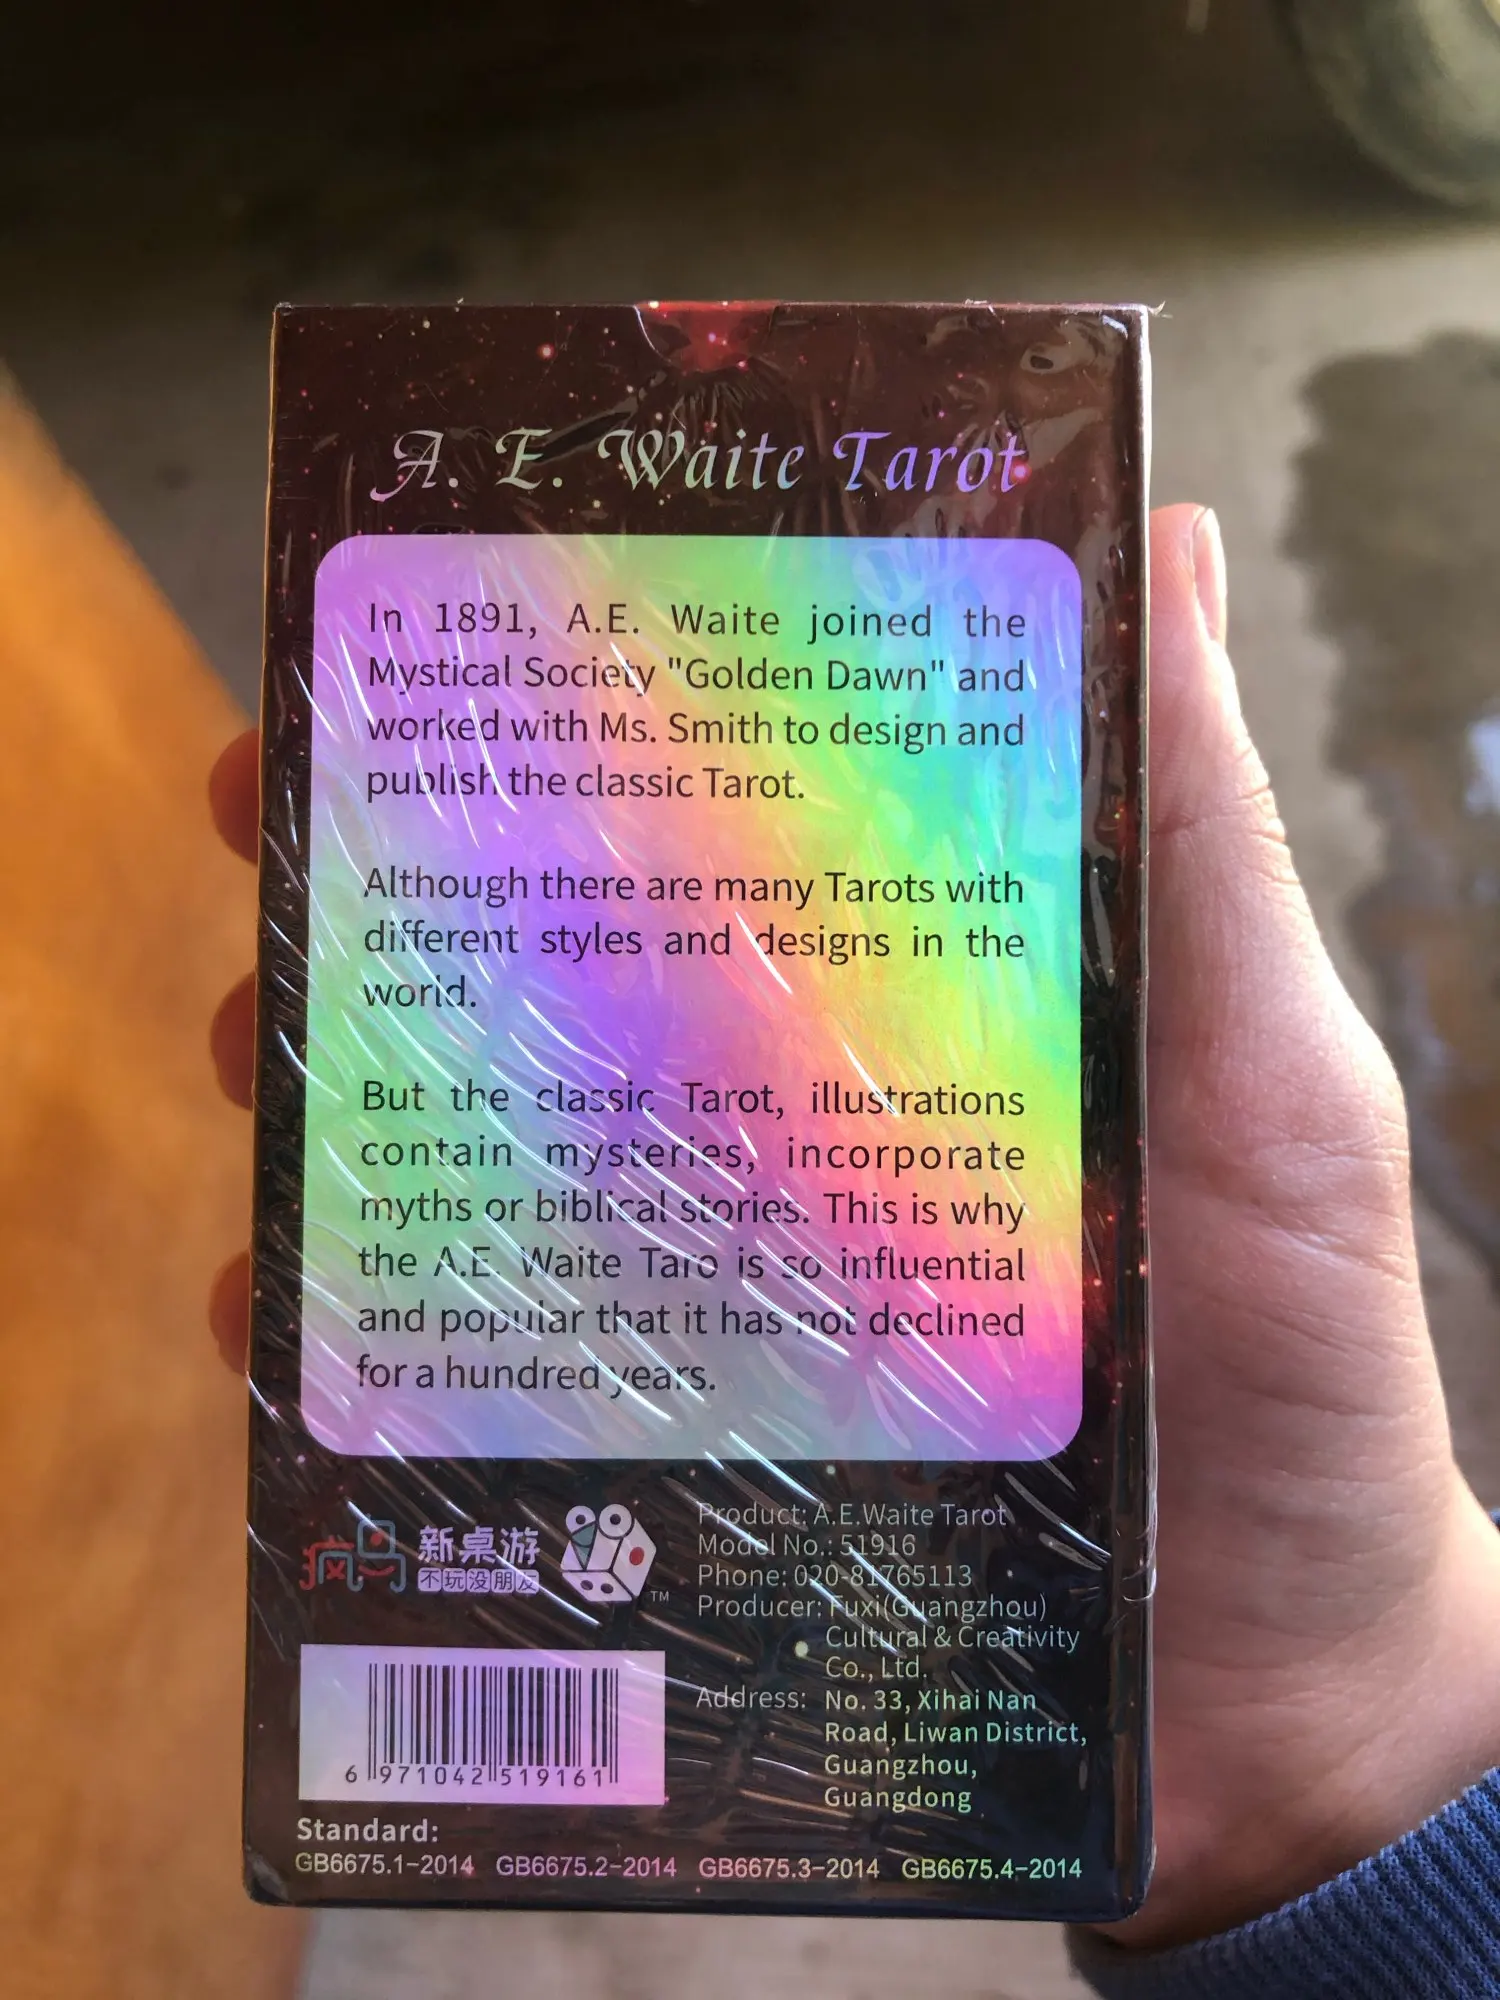 A. E. Waite Tarot
In 1891, A.E. Waite joined the
Mystical Society "Golden Dawn" and
worked with Ms. Smith to design and
publish the classic Tarot.
Although there are many Tarots with
different styles and designs in the
world.
But the classic Tarot, illustrations
contain mysteries, incorporate
myths or biblical stories. This is why
the A.E. Waite Taro is so influential
and popular that it has not declined
for a hundred years.
疯
新桌游
不玩没朋友
TM
Product: A.E.Waite Tarot
Model No.: 51916
Phone: 020-81765113
Producer: Fuxi(Guangzhou)
Cultural & Creativity
Co., Ltd.
Address: No. 33, Xihai Nan
Road, Liwan District,
Guangzhou,
Guangdong
6 971042 519161
Standard:
GB6675.1-2014 GB6675.2-2014 GB6675.3-2014 GB6675.4-2014